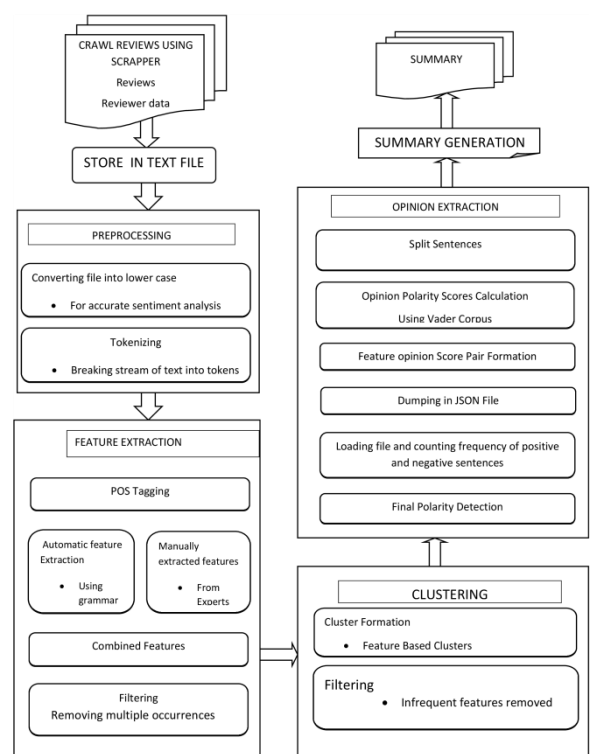 CRAWL REVIEWS USING
SCRAPPER
Reviews
Reviewer data
STORE IN TEXT FILE
PREPROCESSING
Converting file into lower case
• For accurate sentiment analysis
Tokenizing
• Breaking stream of text into tokens
FEATURE EXTRACTION
POS Tagging
Automatic feature
Extraction
• Using
grammar
Manually
extracted features
• From
Experts
Combined Features
Filtering
Removing multiple occurrences
CLUSTERING
Cluster Formation
• Feature Based Clusters
Filtering
• Infrequent features removed
OPINION EXTRACTION
Split Sentences
Opinion Polarity Scores Calculation
Using Vader Corpus
Feature opinion Score Pair Formation
Dumping in JSON File
Loading file and counting frequency of positive
and negative sentences
Final Polarity Detection
SUMMARY GENERATION
SUMMARY